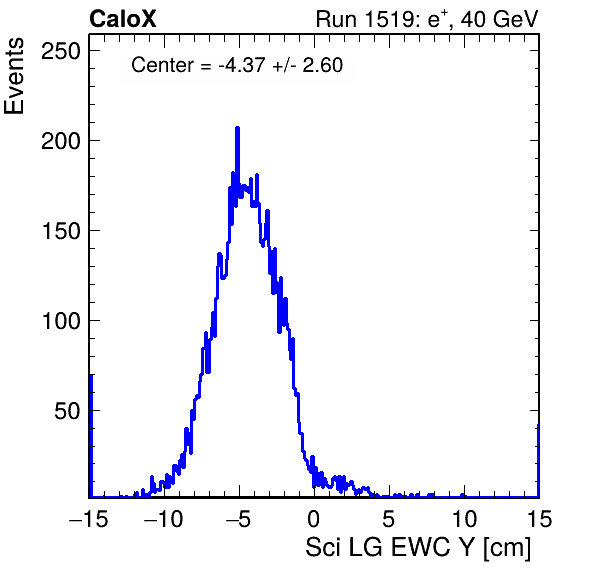 CaloX Run 1519: e⁺, 40 GeV
Events
Center = -4.37 +/- 2.60
250
200
150
100
50
−15 −10 −5 0 5 10 15
Sci LG EWC Y [cm]